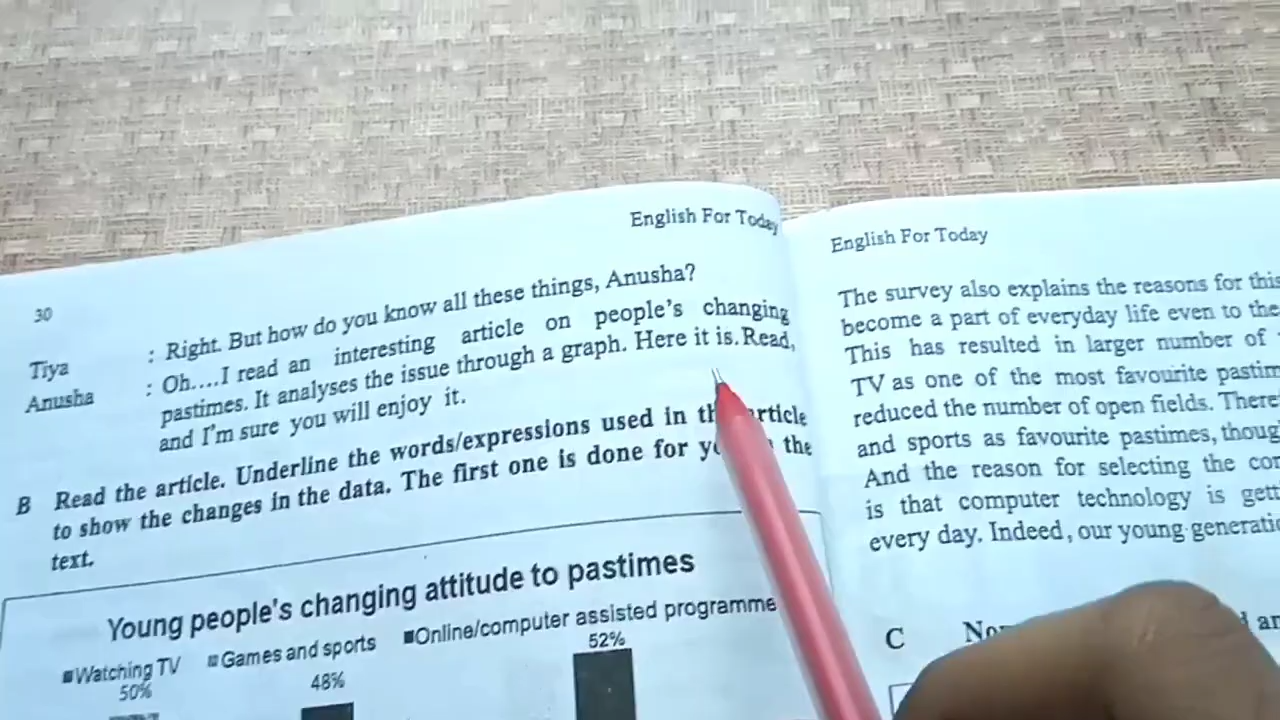 English For Today
30
Tiya : Right. But how do you know all these things, Anusha?
Anusha : Oh....I read an interesting article on people's changing
pastimes. It analyses the issue through a graph. Here it is. Read,
and I'm sure you will enjoy it.
B Read the article. Underline the words/expressions used in the article
to show the changes in the data. The first one is done for the
text.
Young people's changing attitude to pastimes
Watching TV Games and sports Online/computer assisted programme
50% 48% 52%
English For Today
The survey also explains the reasons for this
become a part of everyday life even to the
This has resulted in larger number of
TV as one of the most favourite
reduced the number of open fields.
and sports as favourite pastimes,
And the reason for selecting the
is that computer technology is
every day. Indeed, our young
C